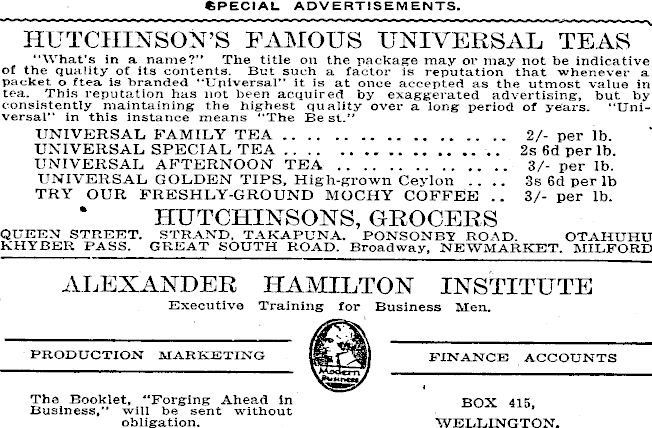 SPECIAL ADVERTISEMENTS.
HUTCHINSON'S FAMOUS UNIVERSAL TEAS
"What's in a name?" The title on the package may or may not be indicative
of the quality of its contents. But such a factor is reputation that whenever a
packet o ftea is branded "Universal" it is at once accepted as the utmost value in
tea. This reputation has not been acquired by exaggerated advertising, but by
consistently maintaining the highest quality over a long period of years. "Uni-
versal" in this instance means "The Be st."
UNIVERSAL FAMILY TEA .. .. .. .. .. .. .. .. 2/- per lb.
UNIVERSAL SPECIAL TEA .. .. .. .. .. .. .. .. 2s 6d per lb.
UNIVERSAL AFTERNOON TEA .. .. .. .. .. .. 3/- per lb.
UNIVERSAL GOLDEN TIPS, High-grown Ceylon .. .. 3s 6d per lb
TRY OUR FRESHLY-GROUND MOCHY COFFEE .. 3/- per lb.
HUTCHINSONS, GROCERS
QUEEN STREET. STRAND, TAKAPUNA. PONSONBY ROAD. OTAHUHU
KHYBER PASS. GREAT SOUTH ROAD. Broadway, NEWMARKET. MILFORD
ALEXANDER HAMILTON INSTITUTE
Executive Training for Business Men.
PRODUCTION MARKETING
Modern
Business
FINANCE ACCOUNTS
The Booklet, "Forging Ahead in
Business," will be sent without
obligation.
BOX 415,
WELLINGTON.